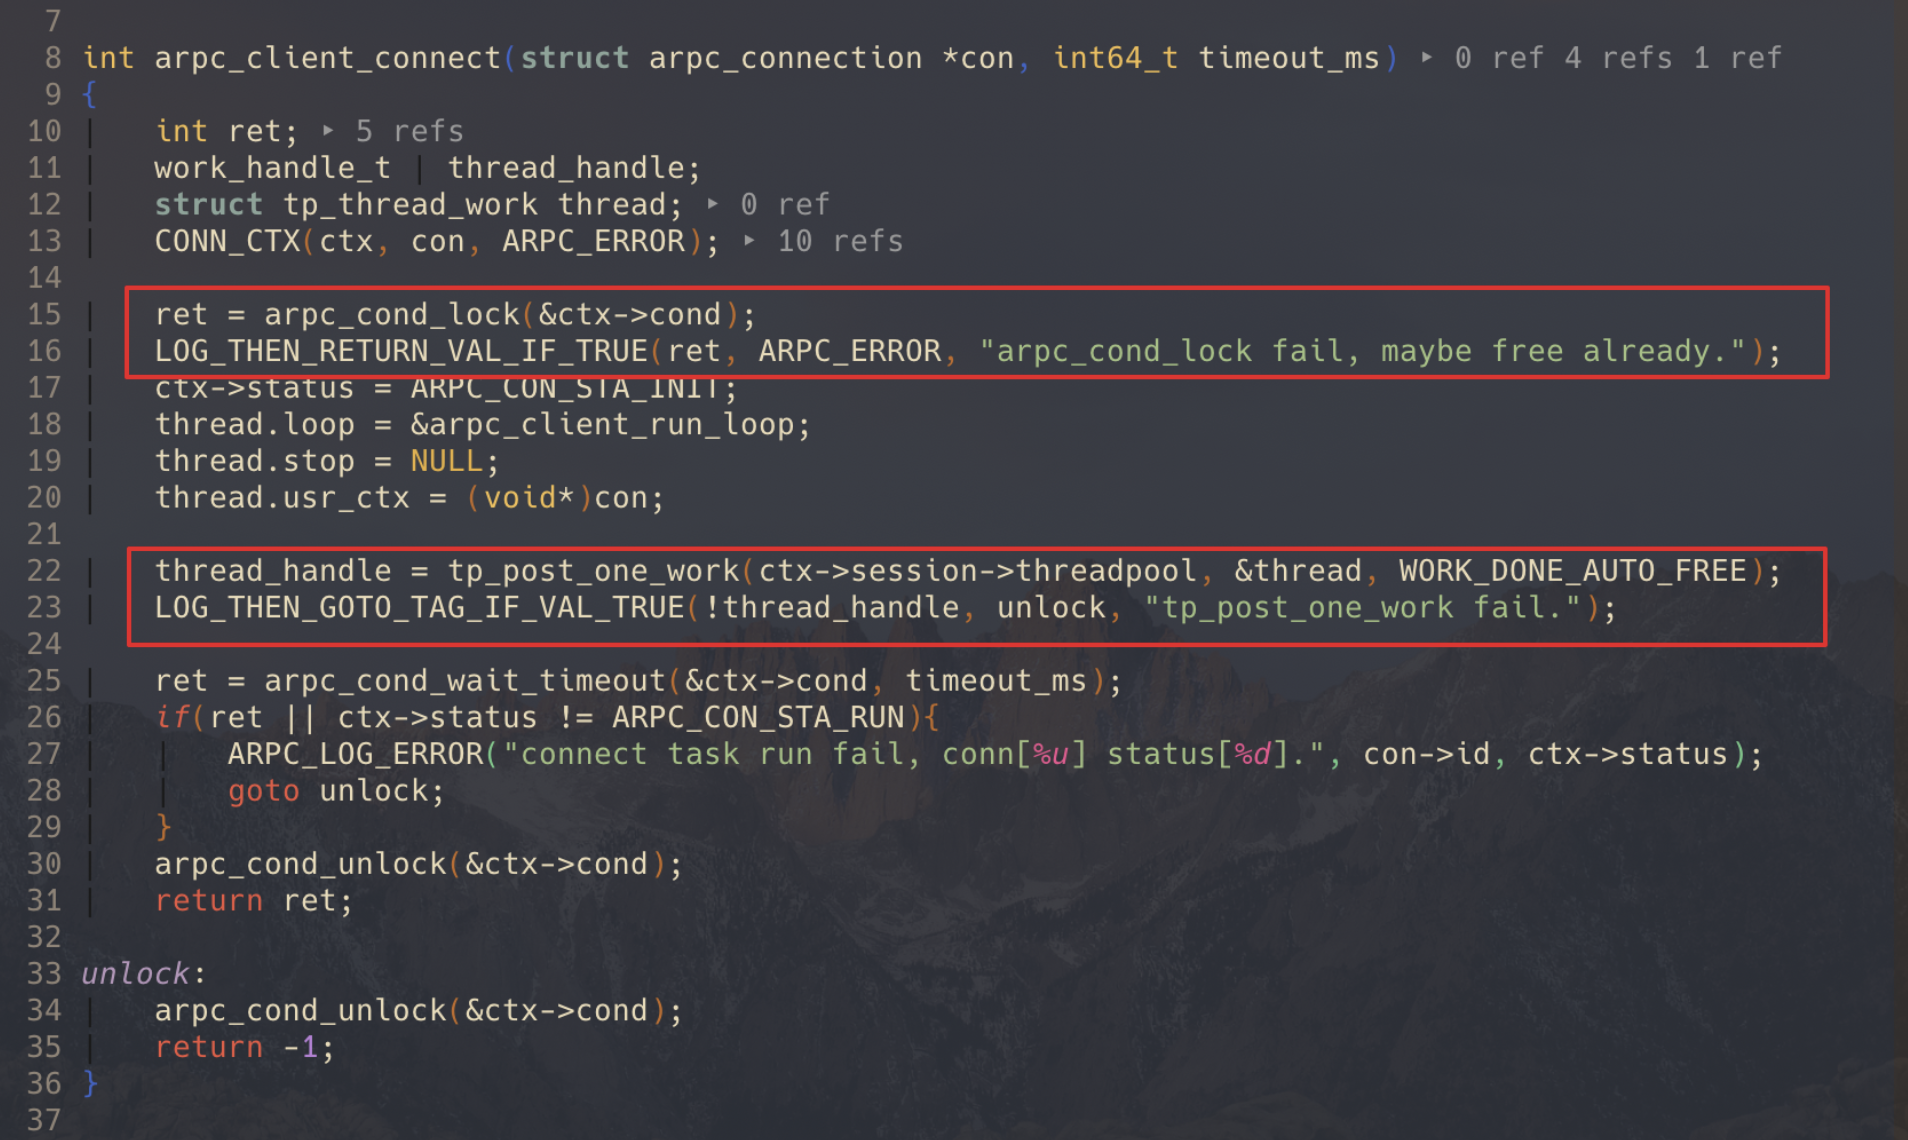 7
8 int arpc_client_connect(struct arpc_connection *con, int64_t timeout_ms) ▸ 0 ref 4 refs 1 ref
9 {
10 |   int ret; ▸ 5 refs
11 |   work_handle_t | thread_handle;
12 |   struct tp_thread_work thread; ▸ 0 ref
13 |   CONN_CTX(ctx, con, ARPC_ERROR); ▸ 10 refs
14
15 |   ret = arpc_cond_lock(&ctx->cond);
16 |   LOG_THEN_RETURN_VAL_IF_TRUE(ret, ARPC_ERROR, "arpc_cond_lock fail, maybe free already.");
17 |   ctx->status = ARPC_CON_STA_INIT;
18 |   thread.loop = &arpc_client_run_loop;
19 |   thread.stop = NULL;
20 |   thread.usr_ctx = (void*)con;
21
22 |   thread_handle = tp_post_one_work(ctx->session->threadpool, &thread, WORK_DONE_AUTO_FREE);
23 |   LOG_THEN_GOTO_TAG_IF_VAL_TRUE(!thread_handle, unlock, "tp_post_one_work fail.");
24
25 |   ret = arpc_cond_wait_timeout(&ctx->cond, timeout_ms);
26 |   if(ret || ctx->status != ARPC_CON_STA_RUN){
27 |   |   ARPC_LOG_ERROR("connect task run fail, conn[%u] status[%d].", con->id, ctx->status);
28 |   |   goto unlock;
29 |   }
30 |   arpc_cond_unlock(&ctx->cond);
31 |   return ret;
32
33 unlock:
34 |   arpc_cond_unlock(&ctx->cond);
35 |   return -1;
36 }
37